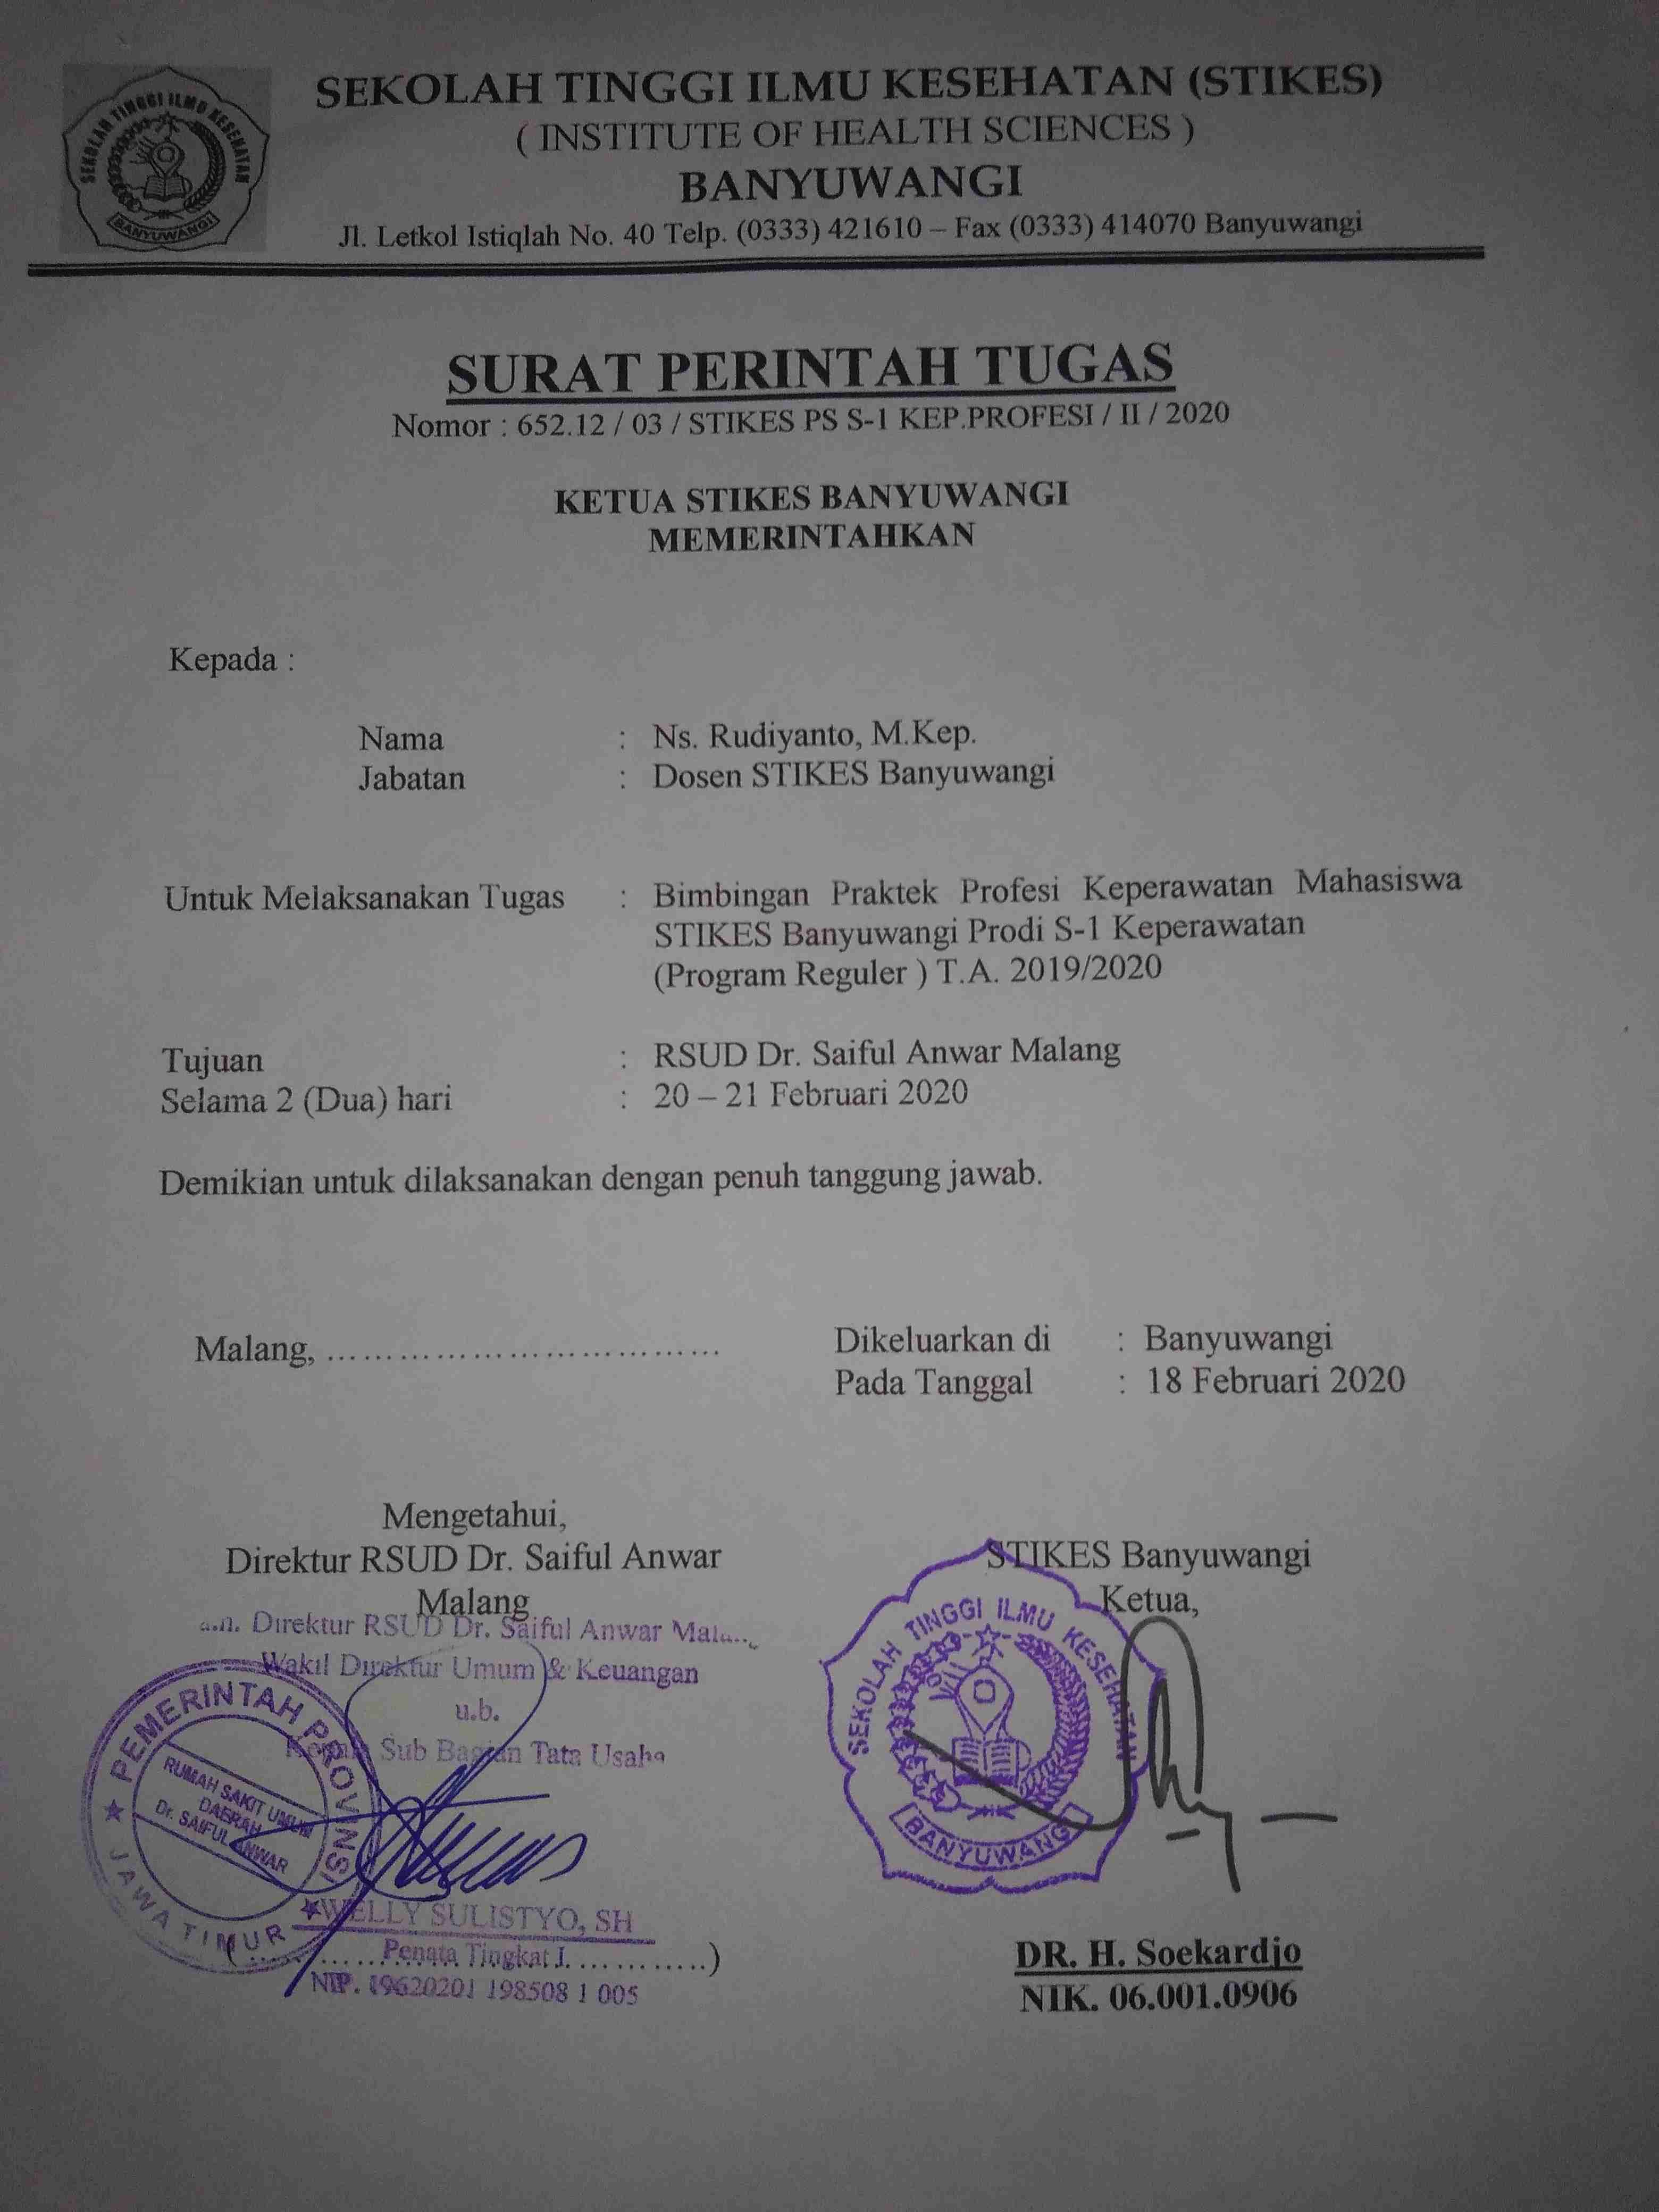 SEKOLAH TINGGI ILMU KESEHATAN
BANYUWANGI
SEKOLAH TINGGI ILMU KESEHATAN (STIKES)
( INSTITUTE OF HEALTH SCIENCES )
BANYUWANGI
Jl. Letkol Istiqlah No. 40 Telp. (0333) 421610 – Fax (0333) 414070 Banyuwangi
SURAT PERINTAH TUGAS
Nomor : 652.12 / 03 / STIKES PS S-1 KEP.PROFESI / II / 2020
KETUA STIKES BANYUWANGI
MEMERINTAHKAN
Kepada :
Nama : Ns. Rudiyanto, M.Kep.
Jabatan : Dosen STIKES Banyuwangi
Untuk Melaksanakan Tugas : Bimbingan Praktek Profesi Keperawatan Mahasiswa
STIKES Banyuwangi Prodi S-1 Keperawatan
(Program Reguler ) T.A. 2019/2020
Tujuan : RSUD Dr. Saiful Anwar Malang
Selama 2 (Dua) hari : 20 – 21 Februari 2020
Demikian untuk dilaksanakan dengan penuh tanggung jawab.
Malang, ..................................
Dikeluarkan di : Banyuwangi
Pada Tanggal : 18 Februari 2020
Mengetahui,
Direktur RSUD Dr. Saiful Anwar
Malang
a.n. Direktur RSUD Dr. Saiful Anwar Malang
Wakil Direktur Umum & Keuangan
u.b.
Kepala Sub Bagian Tata Usaha
PEMERINTAH PROVINSI
JAWA TIMUR
RUMAH SAKIT UMUM
DAERAH
Dr. SAIFUL ANWAR
WELLY SULISTYO, SH
(..........Penata Tingkat I............)
NIP. 19620201 198508 1 005
STIKES Banyuwangi
Ketua,
SEKOLAH TINGGI ILMU KESEHATAN
BANYUWANGI
DR. H. Soekardjo
NIK. 06.001.0906